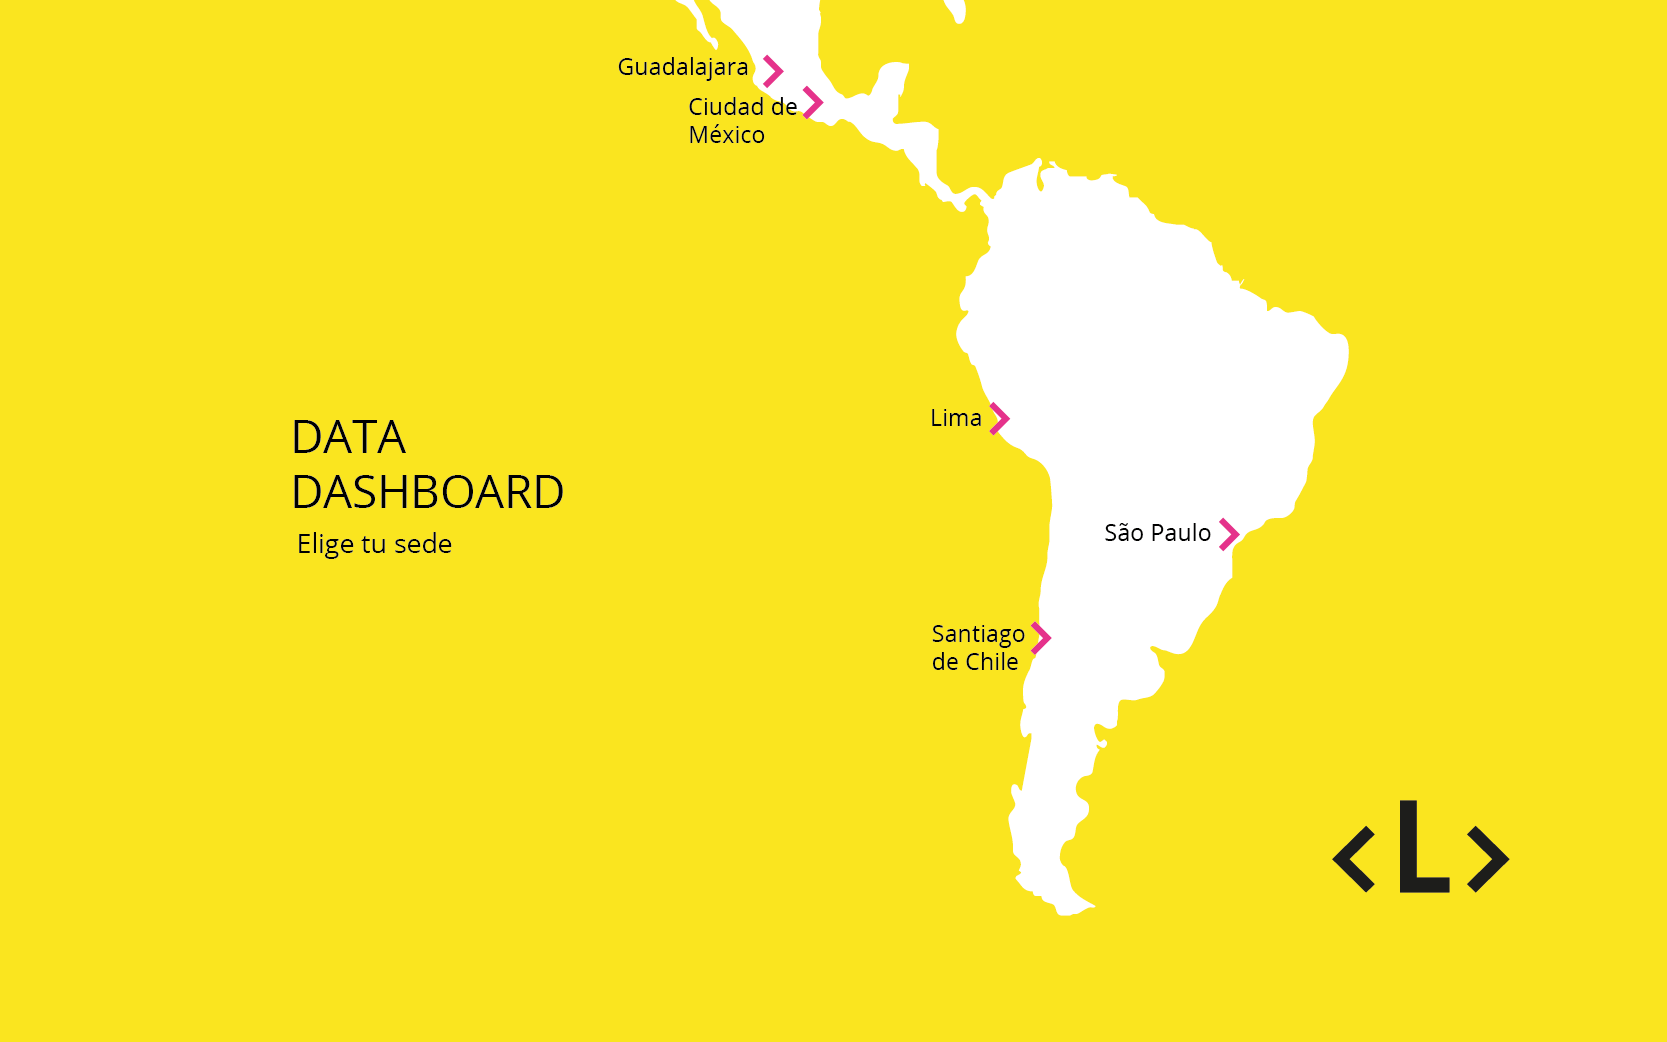 Guadalajara
Ciudad de
México
Lima
DATA
DASHBOARD
São Paulo
Elige tu sede
Santiago
de Chile
<L>